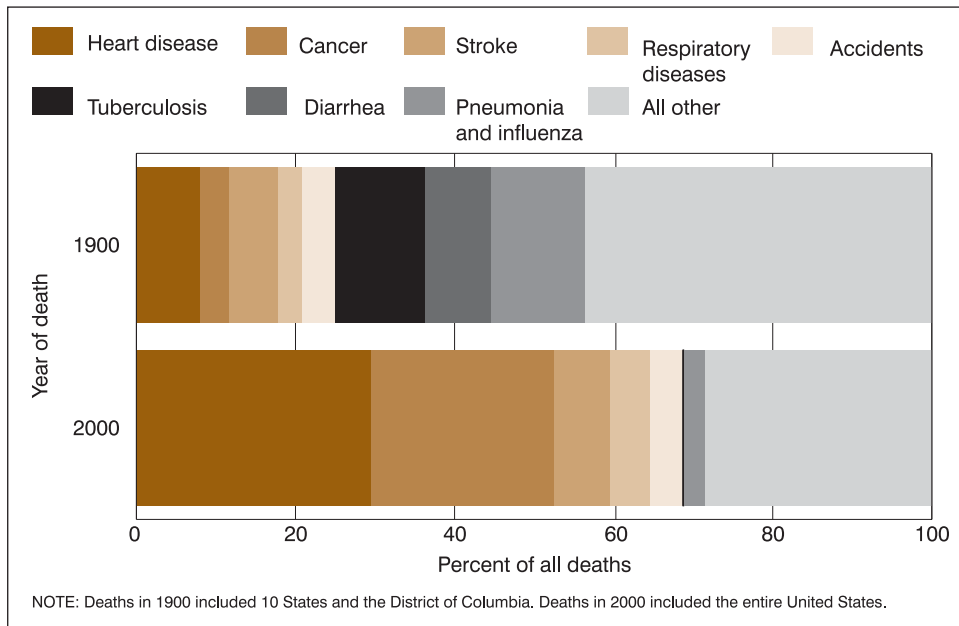 Heart disease
Cancer
Stroke
Respiratory
diseases
Accidents
Tuberculosis
Diarrhea
Pneumonia
and influenza
All other
Year of death
1900
2000
0
20
40
60
80
100
Percent of all deaths
NOTE: Deaths in 1900 included 10 States and the District of Columbia. Deaths in 2000 included the entire United States.